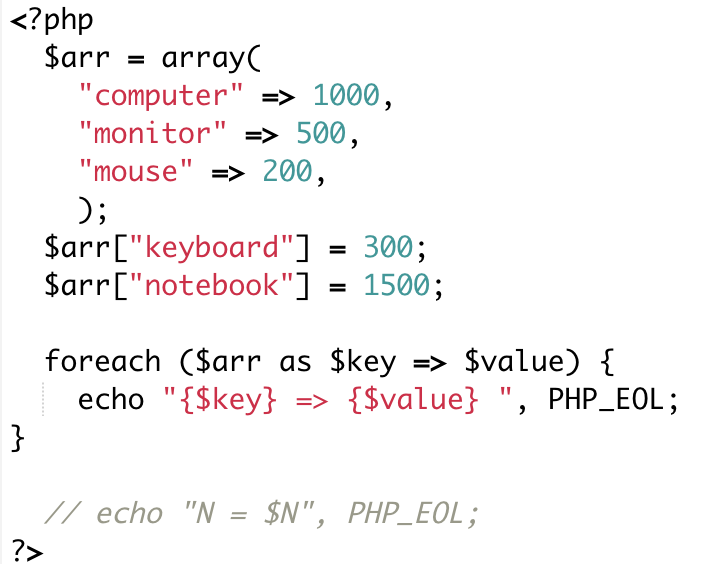 <?php
  $arr = array(
    "computer" => 1000,
    "monitor" => 500,
    "mouse" => 200,
    );
  $arr["keyboard"] = 300;
  $arr["notebook"] = 1500;

  foreach ($arr as $key => $value) {
    echo "{$key} => {$value} ", PHP_EOL;
}

  // echo "N = $N", PHP_EOL;
?>